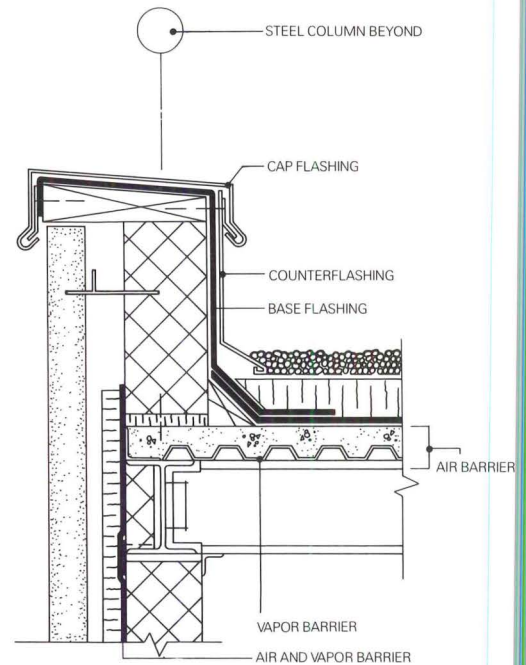 STEEL COLUMN BEYOND
CAP FLASHING
COUNTERFLASHING
BASE FLASHING
AIR BARRIER
VAPOR BARRIER
AIR AND VAPOR BARRIER